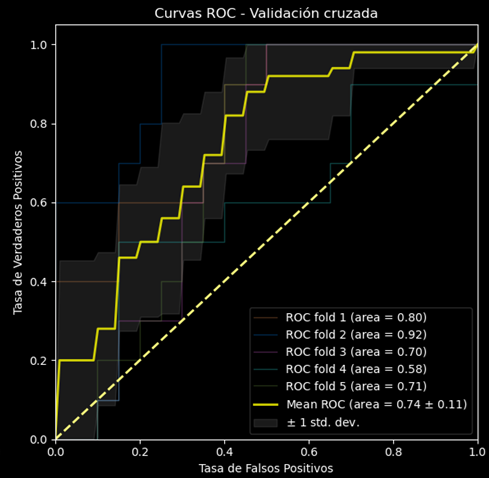 Curvas ROC - Validación cruzada
Tasa de Verdaderos Positivos
1.0
0.8
0.6
0.4
0.2
0.0
ROC fold 1 (area = 0.80)
ROC fold 2 (area = 0.92)
ROC fold 3 (area = 0.70)
ROC fold 4 (area = 0.58)
ROC fold 5 (area = 0.71)
Mean ROC (area = 0.74 ± 0.11)
± 1 std. dev.
0.0 0.2 0.4 0.6 0.8 1.0
Tasa de Falsos Positivos